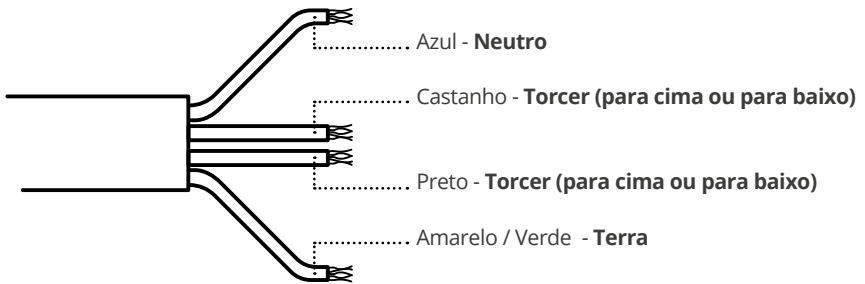 Azul - Neutro
Castanho - Torcer (para cima ou para baixo)
Preto - Torcer (para cima ou para baixo)
Amarelo / Verde - Terra